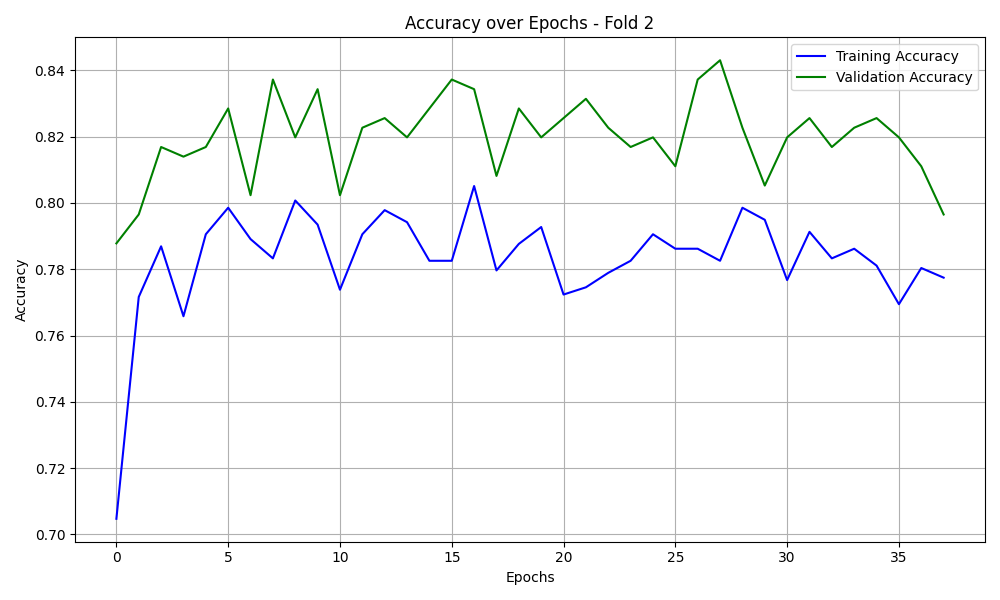 Accuracy over Epochs - Fold 2
Training Accuracy
Validation Accuracy
Accuracy
0.84
0.82
0.80
0.78
0.76
0.74
0.72
0.70
0 5 10 15 20 25 30 35
Epochs